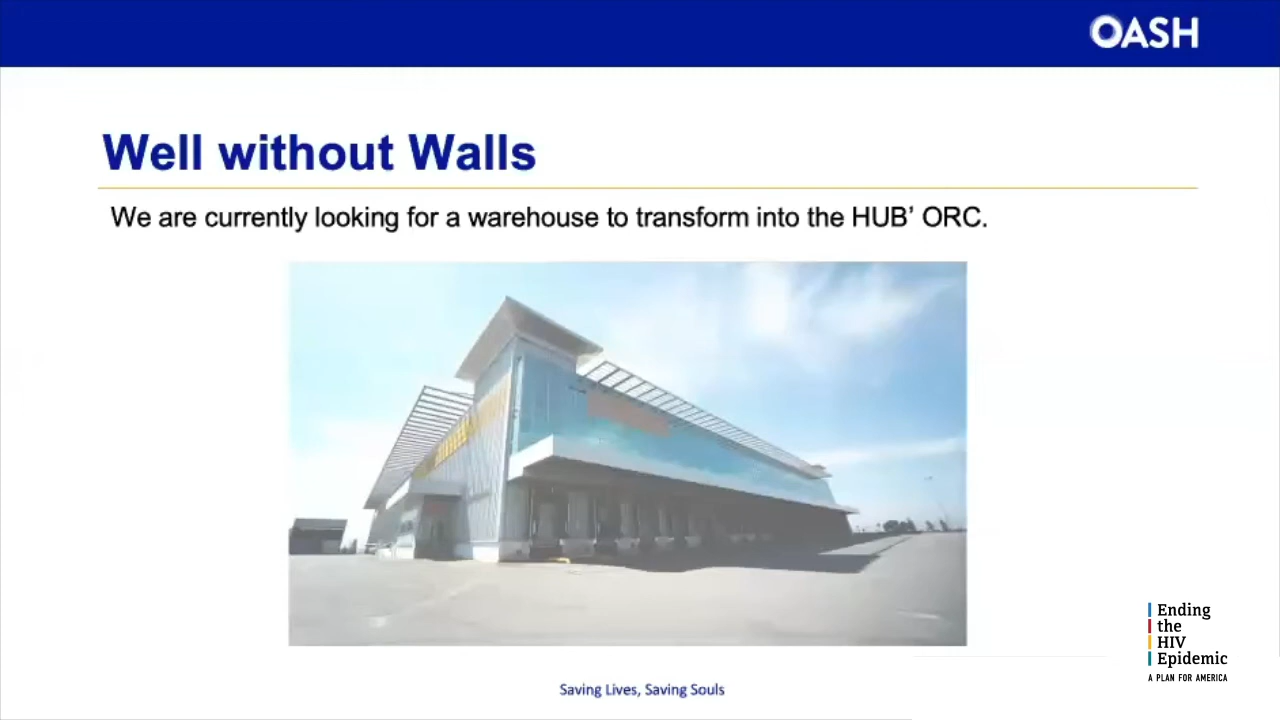 OASH
Well without Walls
We are currently looking for a warehouse to transform into the HUB’ ORC.
Ending
the
HIV
Epidemic
A PLAN FOR AMERICA
Saving Lives, Saving Souls